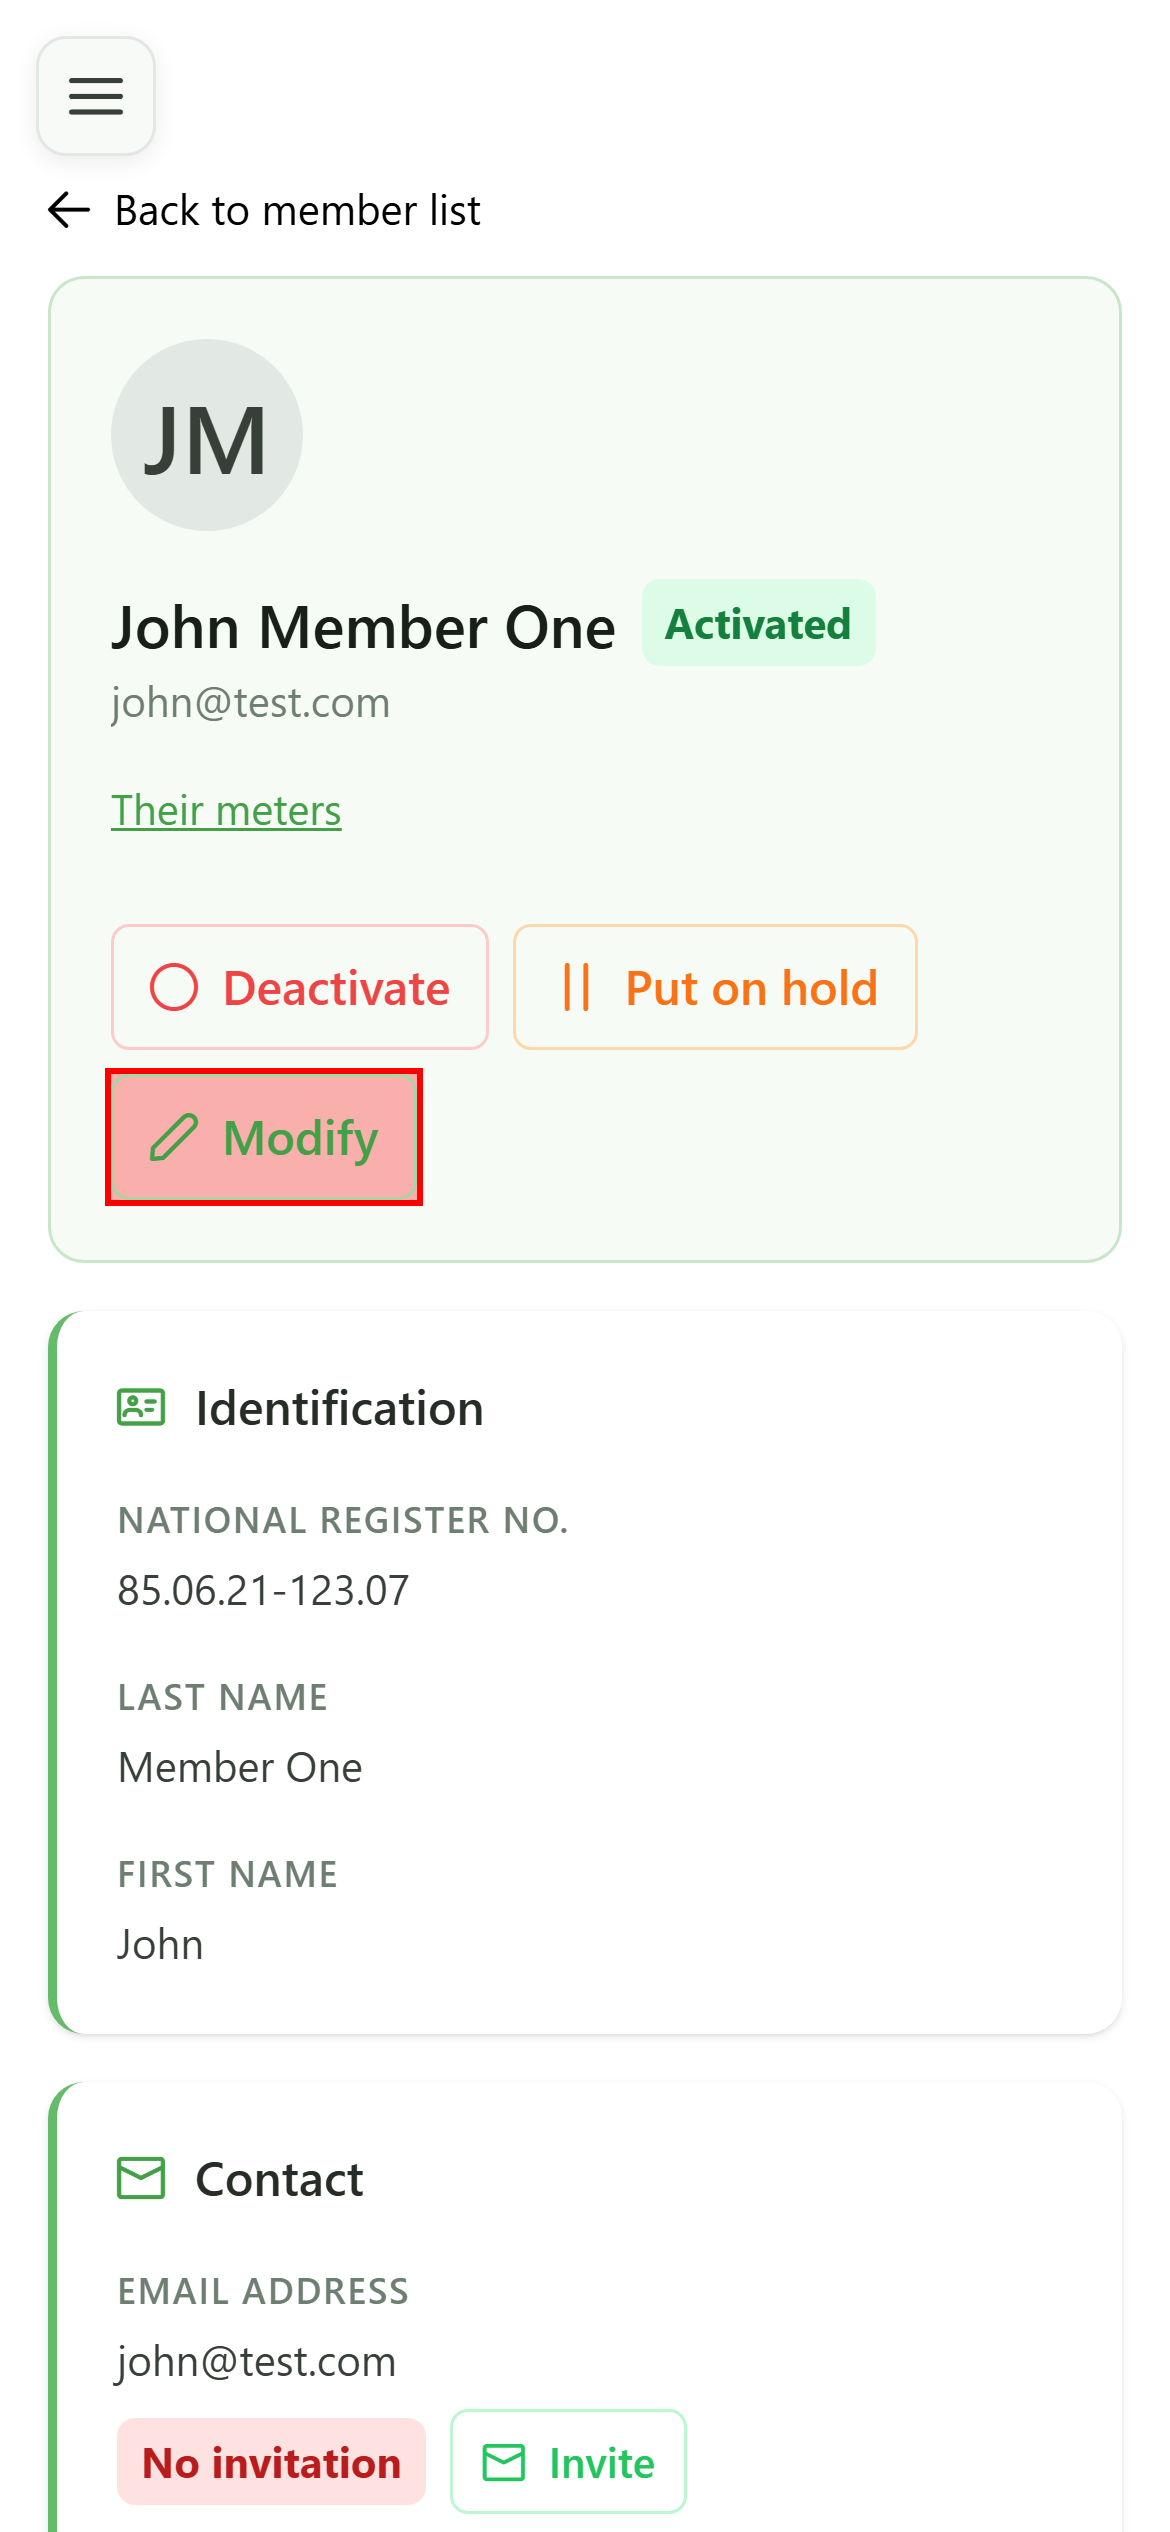 Back to member list
JM
John Member One
Activated
john@test.com
Their meters
Deactivate
Put on hold
Modify
Identification
NATIONAL REGISTER NO.
85.06.21-123.07
LAST NAME
Member One
FIRST NAME
John
Contact
EMAIL ADDRESS
john@test.com
No invitation
Invite